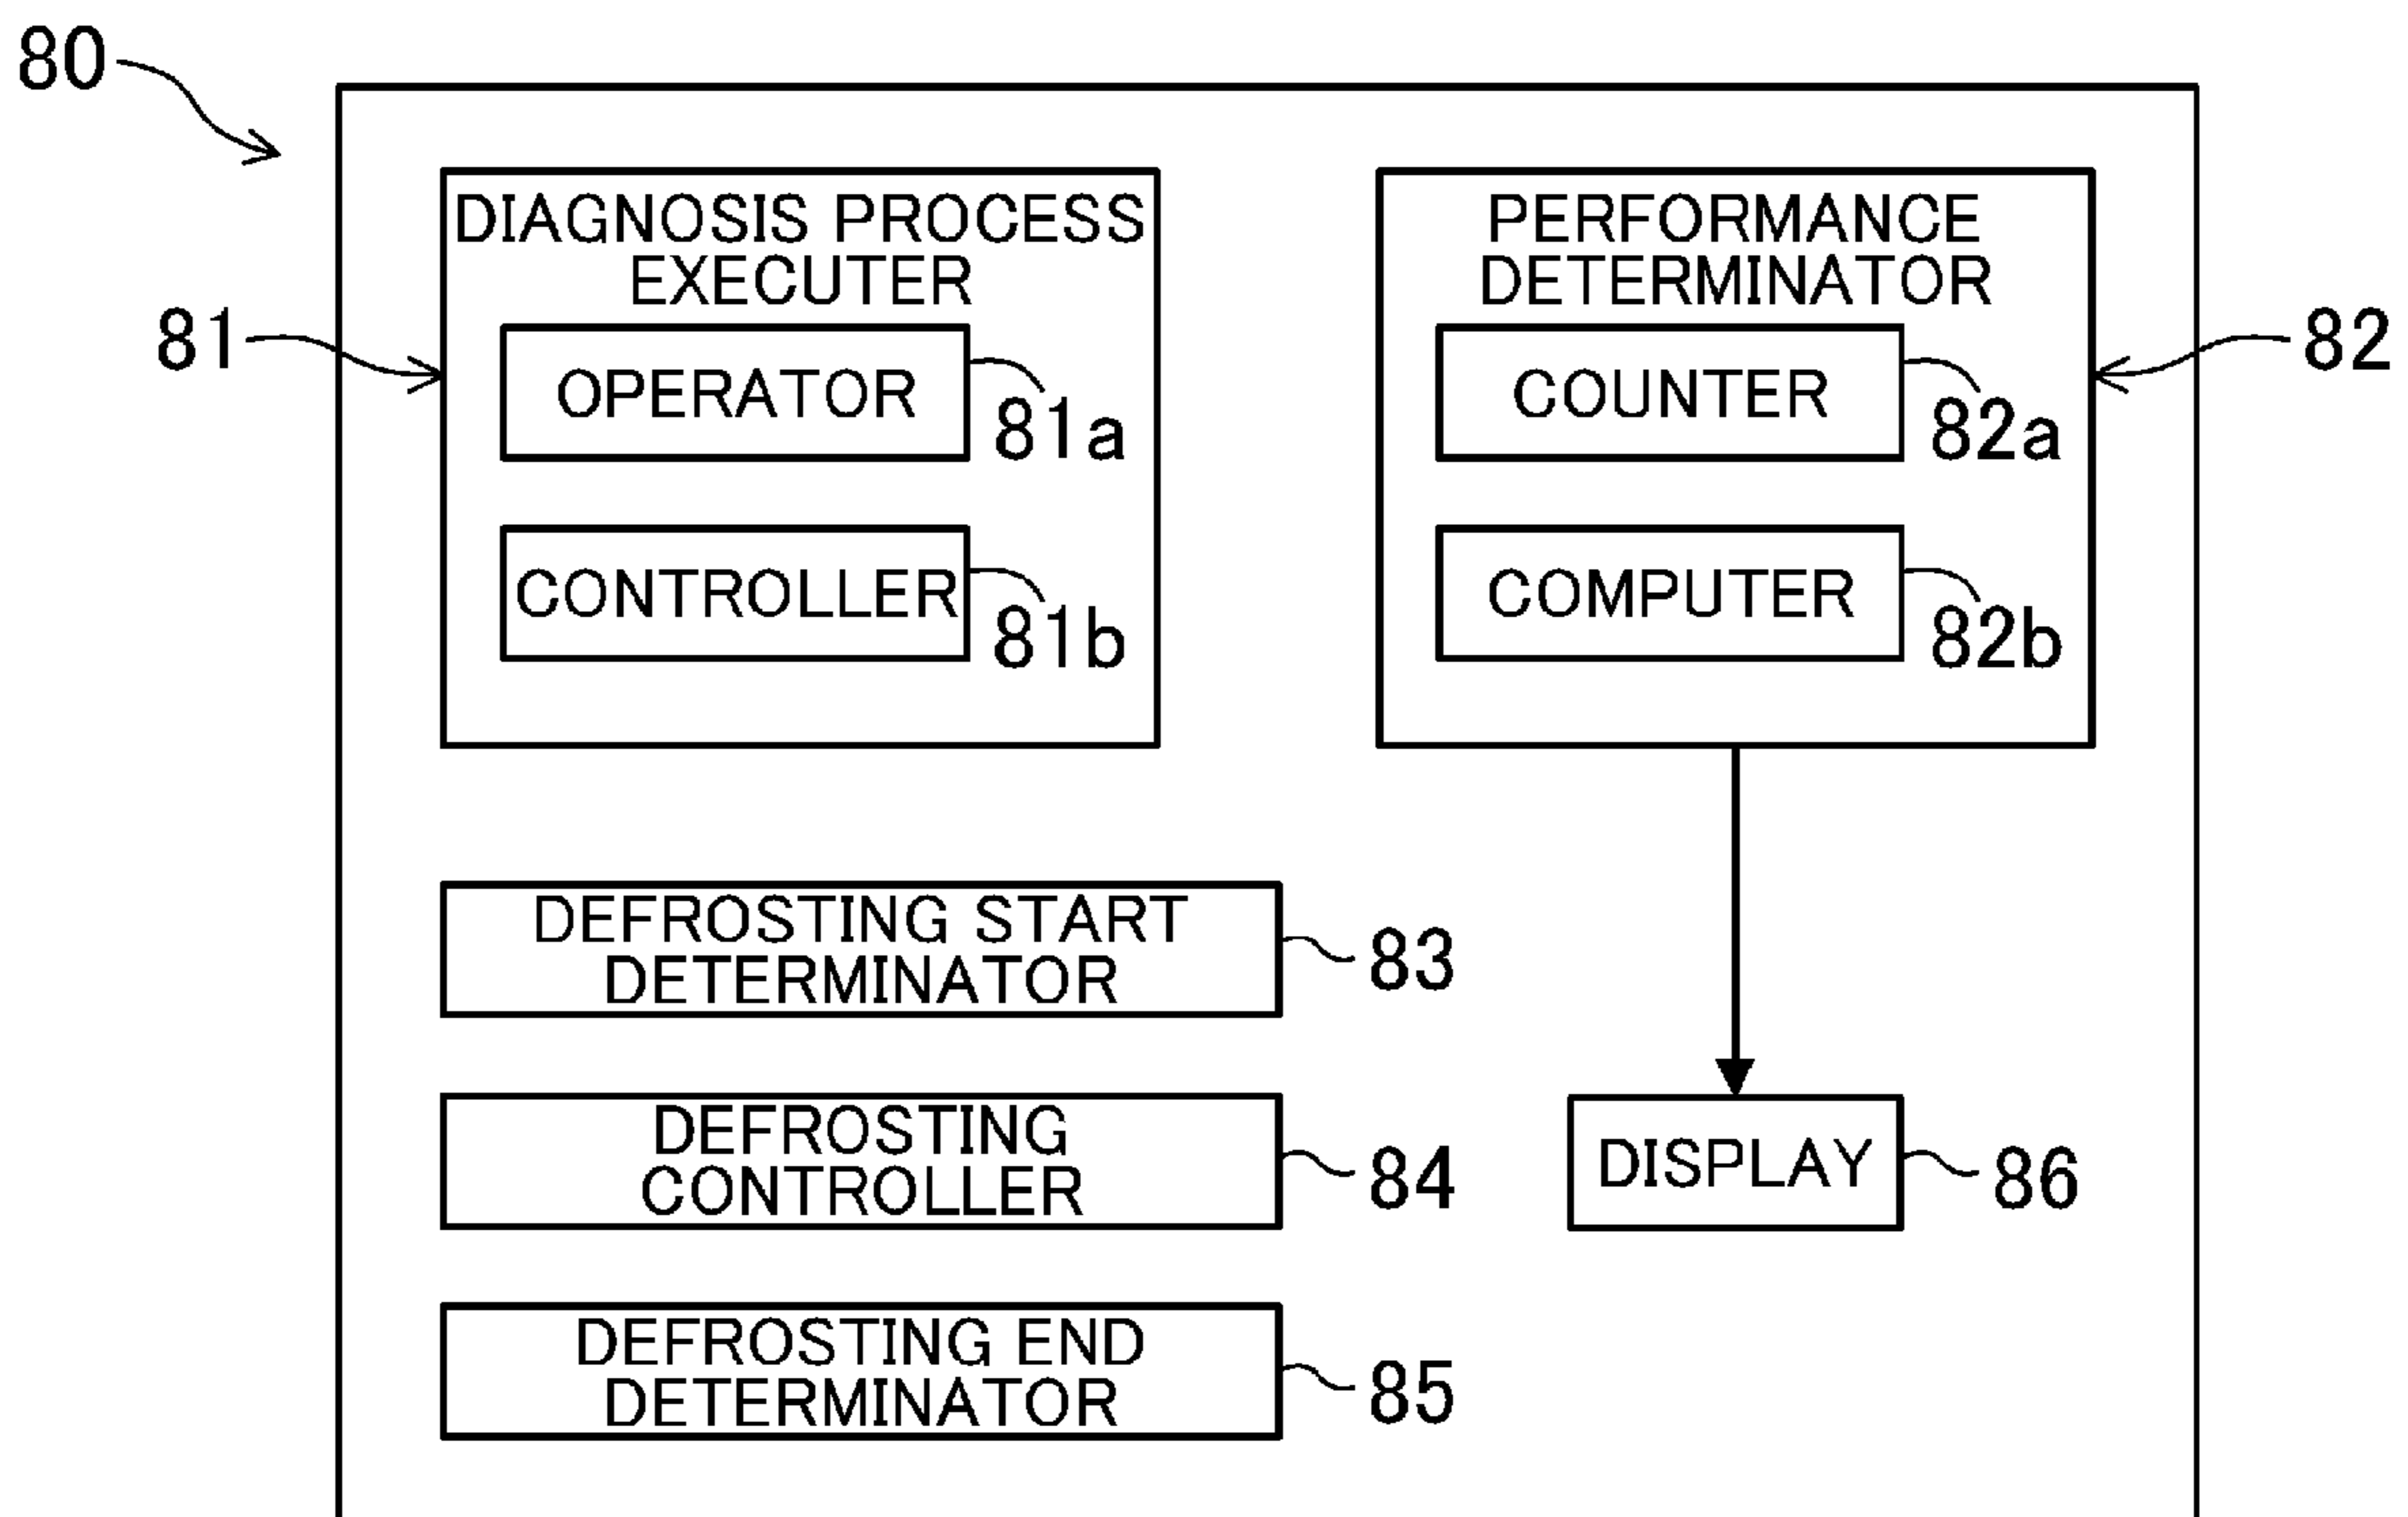 80
DIAGNOSIS PROCESS
EXECUTER
81
OPERATOR
81a
CONTROLLER
81b
PERFORMANCE
DETERMINATOR
82
COUNTER
82a
COMPUTER
82b
DEFROSTING START
DETERMINATOR
83
DEFROSTING
CONTROLLER
84
DISPLAY
86
DEFROSTING END
DETERMINATOR
85